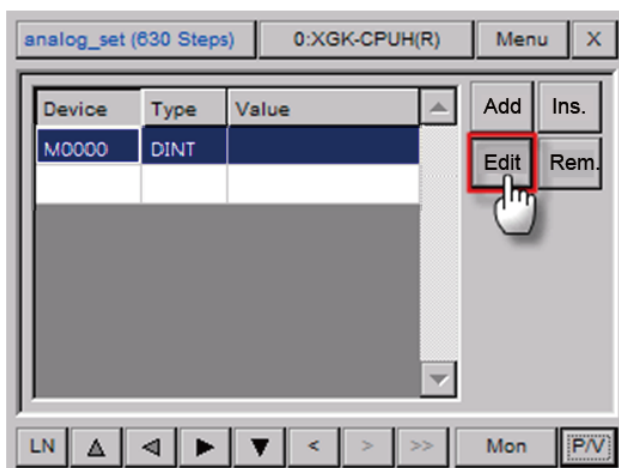 analog_set (630 Steps) 0:XGK-CPUH(R) Menu X
Device Type Value Add Ins.
M0000 DINT Edit Rem.
LN < > >> Mon P/V